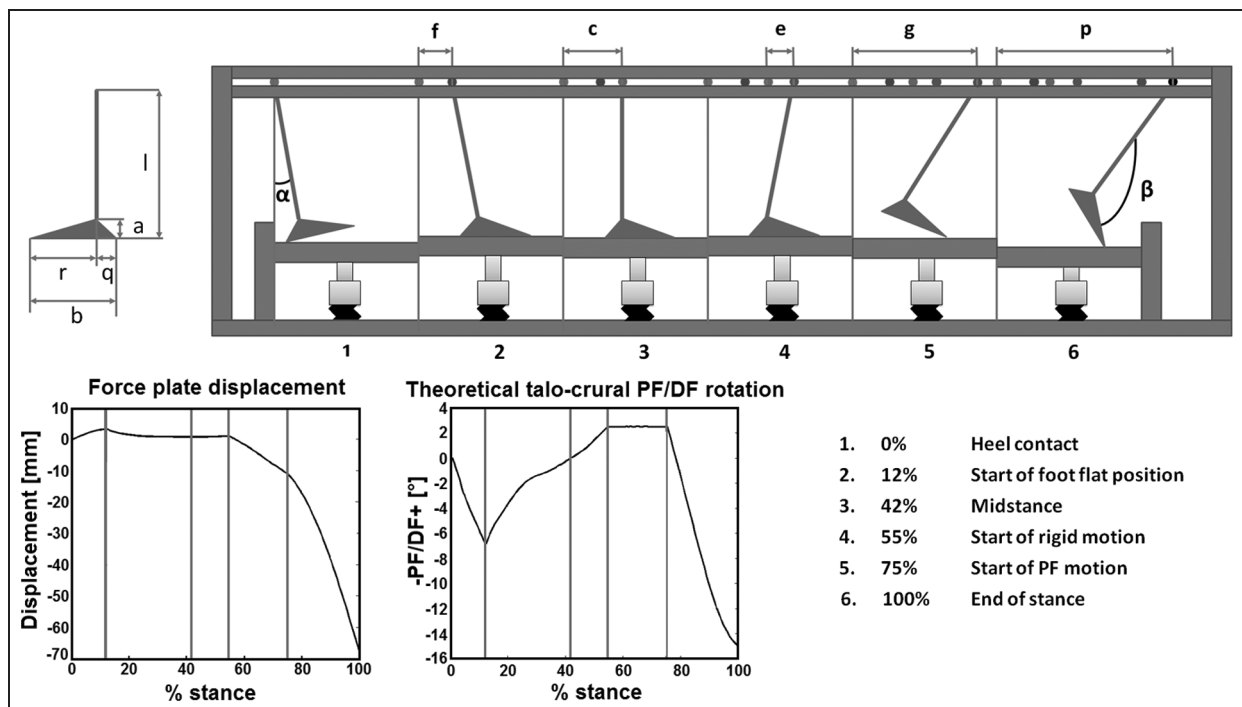 f c e g p
l
α
β
a
r q
b
1 2 3 4 5 6
Force plate displacement
Displacement [mm]
10
0
-10
-20
-30
-40
-50
-60
-70
0 20 40 60 80 100
% stance
Theoretical talo-crural PF/DF rotation
-PF/DF+ [°]
4
2
0
-2
-4
-6
-8
-10
-12
-14
-16
0 20 40 60 80 100
% stance
1. 0% Heel contact
2. 12% Start of foot flat position
3. 42% Midstance
4. 55% Start of rigid motion
5. 75% Start of PF motion
6. 100% End of stance